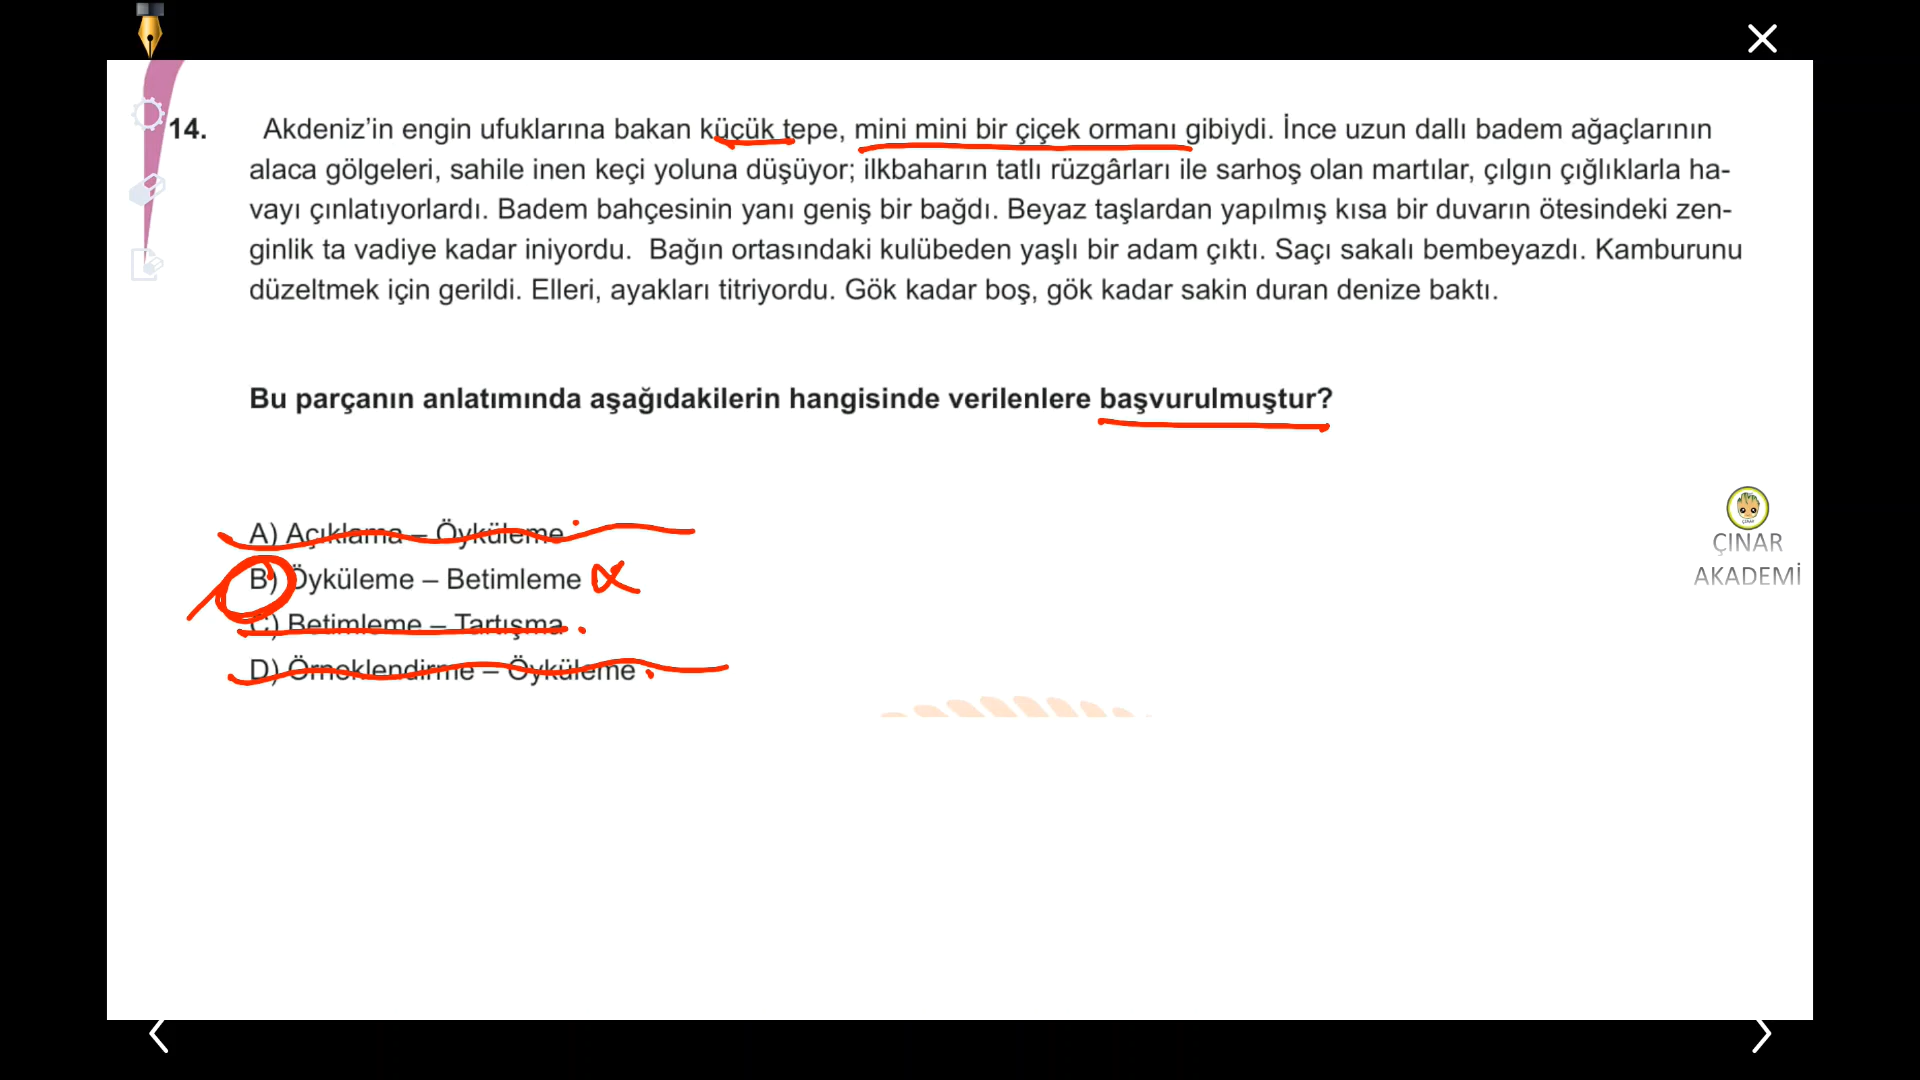 14. Akdeniz’in engin ufuklarına bakan küçük tepe, mini mini bir çiçek ormanı gibiydi. İnce uzun dallı badem ağaçlarının
alaca gölgeleri, sahile inen keçi yoluna düşüyor; ilkbaharın tatlı rüzgârları ile sarhoş olan martılar, çılgın çığlıklarla ha-
vayı çınlatıyorlardı. Badem bahçesinin yanı geniş bir bağdı. Beyaz taşlardan yapılmış kısa bir duvarın ötesindeki zen-
ginlik ta vadiye kadar iniyordu. Bağın ortasındaki kulübeden yaşlı bir adam çıktı. Saçı sakalı bembeyazdı. Kamburunu
düzeltmek için gerildi. Elleri, ayakları titriyordu. Gök kadar boş, gök kadar sakin duran denize baktı.
Bu parçanın anlatımında aşağıdakilerin hangisinde verilenlere başvurulmuştur?
A) Açıklama – Öyküleme
B) Öyküleme – Betimleme
C) Betimleme – Tartışma
D) Örneklendirme – Öyküleme
ÇINAR
AKADEMİ